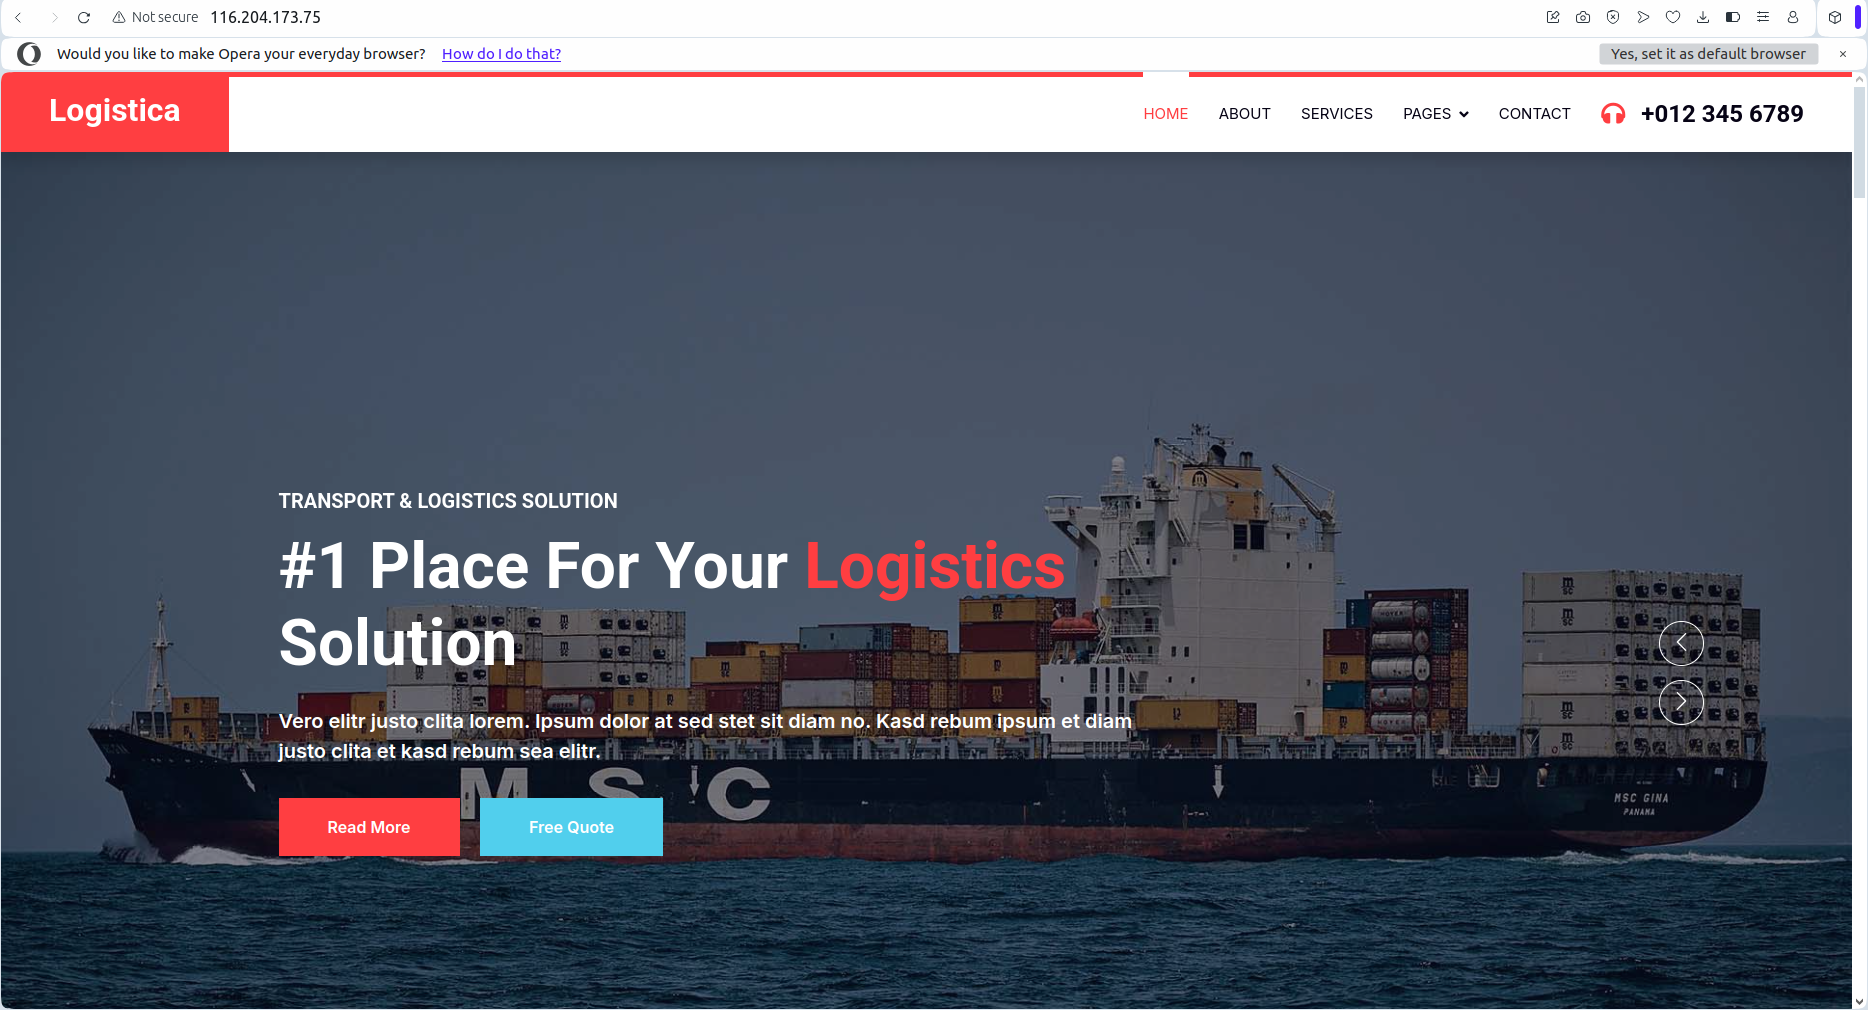 Not secure 116.204.173.75
Would you like to make Opera your everyday browser? How do I do that? Yes, set it as default browser
Logistica
HOME ABOUT SERVICES PAGES CONTACT +012 345 6789
TRANSPORT & LOGISTICS SOLUTION
#1 Place For Your Logistics
Solution
Vero elitr justo clita lorem. Ipsum dolor at sed stet sit diam no. Kasd rebum ipsum et diam
justo clita et kasd rebum sea elitr.
M S C
MSC GINA
PANAMA
Read More Free Quote